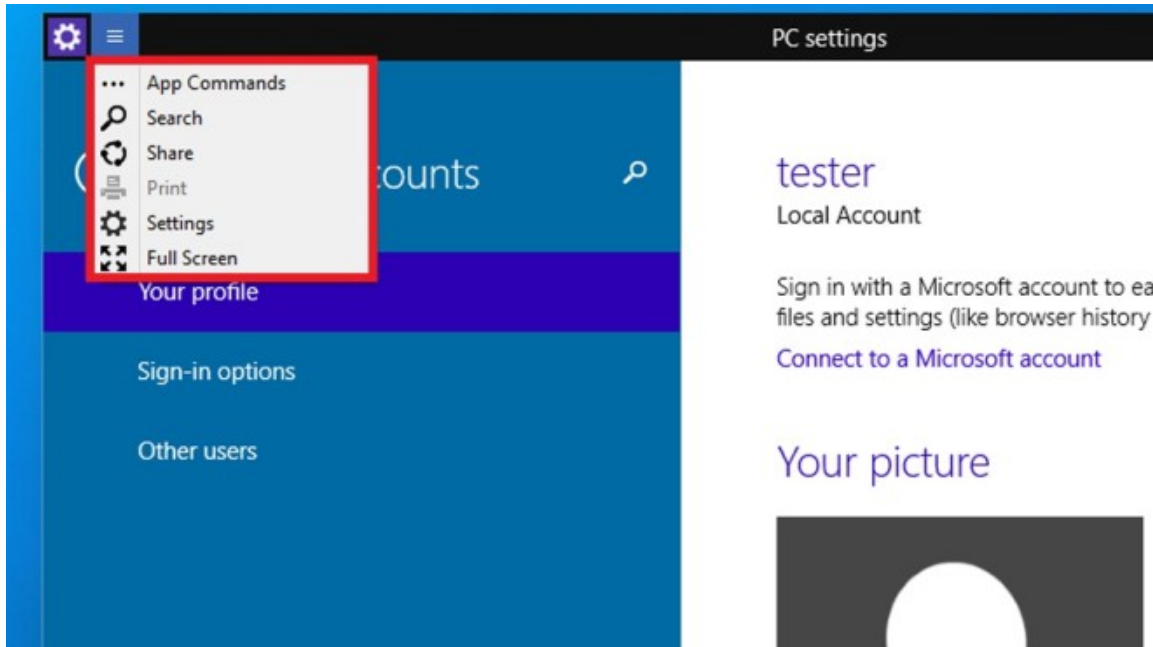 PC settings
App Commands
Search
Share
Print
Settings
Full Screen
counts
Your profile
Sign-in options
Other users
tester
Local Account
Sign in with a Microsoft account to ea
files and settings (like browser history
Connect to a Microsoft account
Your picture